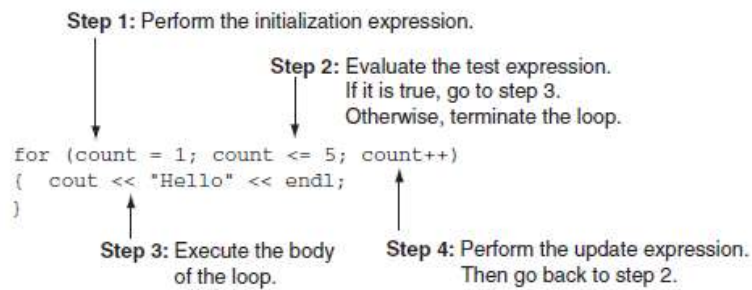 Step 1: Perform the initialization expression.
Step 2: Evaluate the test expression.
If it is true, go to step 3.
Otherwise, terminate the loop.
for (count = 1; count <= 5; count++)
{ cout << "Hello" << endl;
}
Step 3: Execute the body
of the loop.
Step 4: Perform the update expression.
Then go back to step 2.